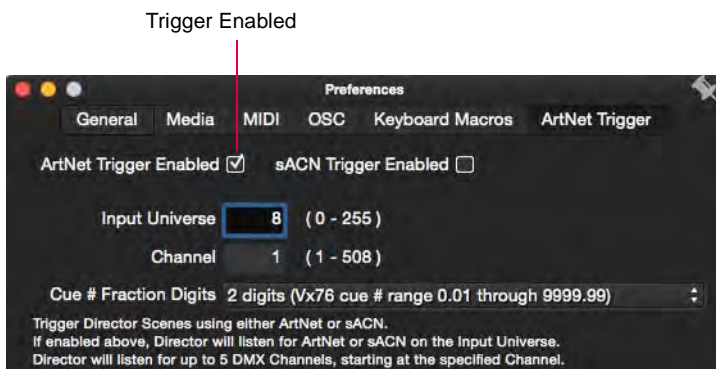 Trigger Enabled
Preferences
General Media MIDI OSC Keyboard Macros ArtNet Trigger
ArtNet Trigger Enabled sACN Trigger Enabled
Input Universe 8 ( 0 - 255 )
Channel 1 ( 1 - 508 )
Cue # Fraction Digits 2 digits (Vx76 cue # range 0.01 through 9999.99)
Trigger Director Scenes using either ArtNet or sACN.
If enabled above, Director will listen for ArtNet or sACN on the Input Universe.
Director will listen for up to 5 DMX Channels, starting at the specified Channel.